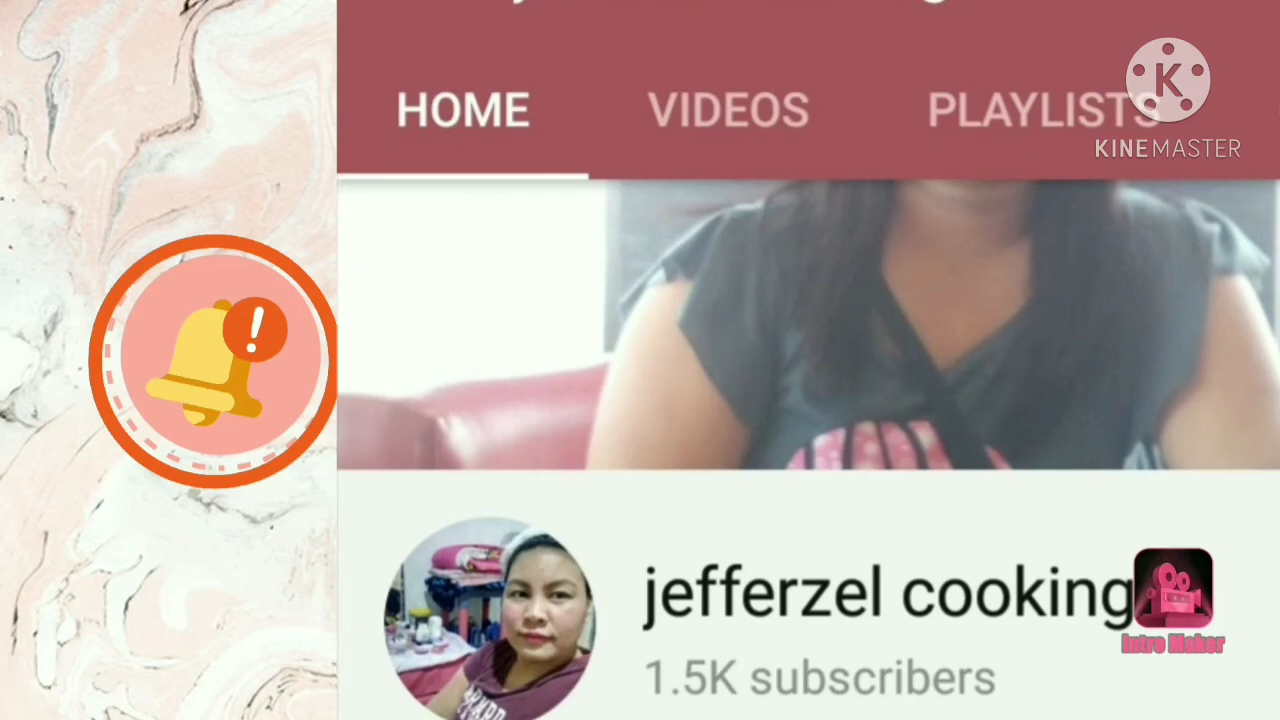 HOME VIDEOS PLAYLISTS
K
KINEMASTER
!
jefferzel cooking
Intro Maker
1.5K subscribers